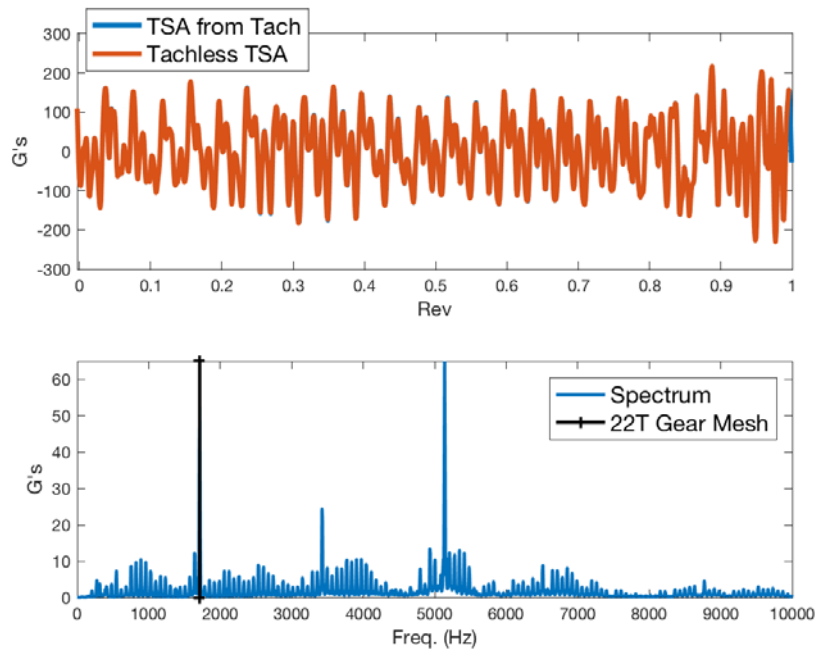 TSA from Tach
Tachless TSA
300
200
100
0
-100
-200
-300
G's
0 0.1 0.2 0.3 0.4 0.5 0.6 0.7 0.8 0.9 1
Rev
Spectrum
22T Gear Mesh
60
50
40
30
20
10
0
G's
0 1000 2000 3000 4000 5000 6000 7000 8000 9000 10000
Freq. (Hz)